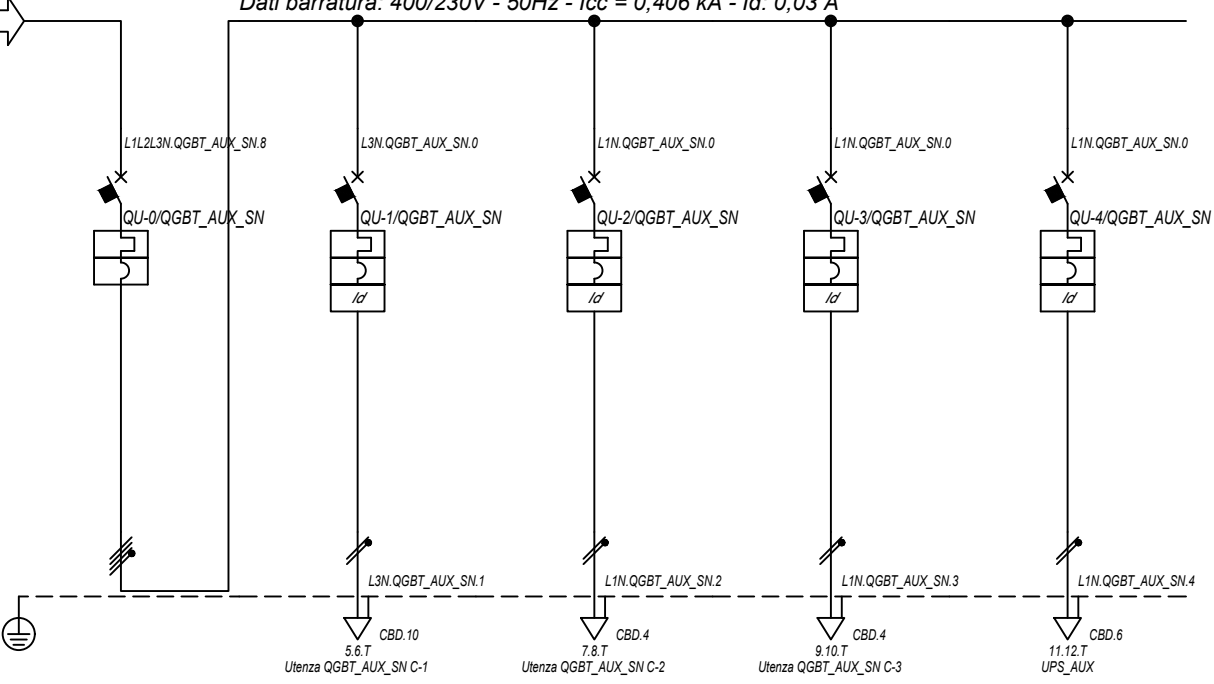 Dati barratura: 400/230V - 50Hz - Icc = 0,406 kA - Id: 0,03 A
L1L2L3N.QGBT_AUX_SN.8
L3N.QGBT_AUX_SN.0
L1N.QGBT_AUX_SN.0
L1N.QGBT_AUX_SN.0
L1N.QGBT_AUX_SN.0
QU-0/QGBT_AUX_SN
QU-1/QGBT_AUX_SN
QU-2/QGBT_AUX_SN
QU-3/QGBT_AUX_SN
QU-4/QGBT_AUX_SN
Id
Id
Id
Id
L3N.QGBT_AUX_SN.1
L1N.QGBT_AUX_SN.2
L1N.QGBT_AUX_SN.3
L1N.QGBT_AUX_SN.4
CBD.10
CBD.4
CBD.4
CBD.6
5.6.T
7.8.T
9.10.T
11.12.T
Utenza QGBT_AUX_SN C-1
Utenza QGBT_AUX_SN C-2
Utenza QGBT_AUX_SN C-3
UPS_AUX